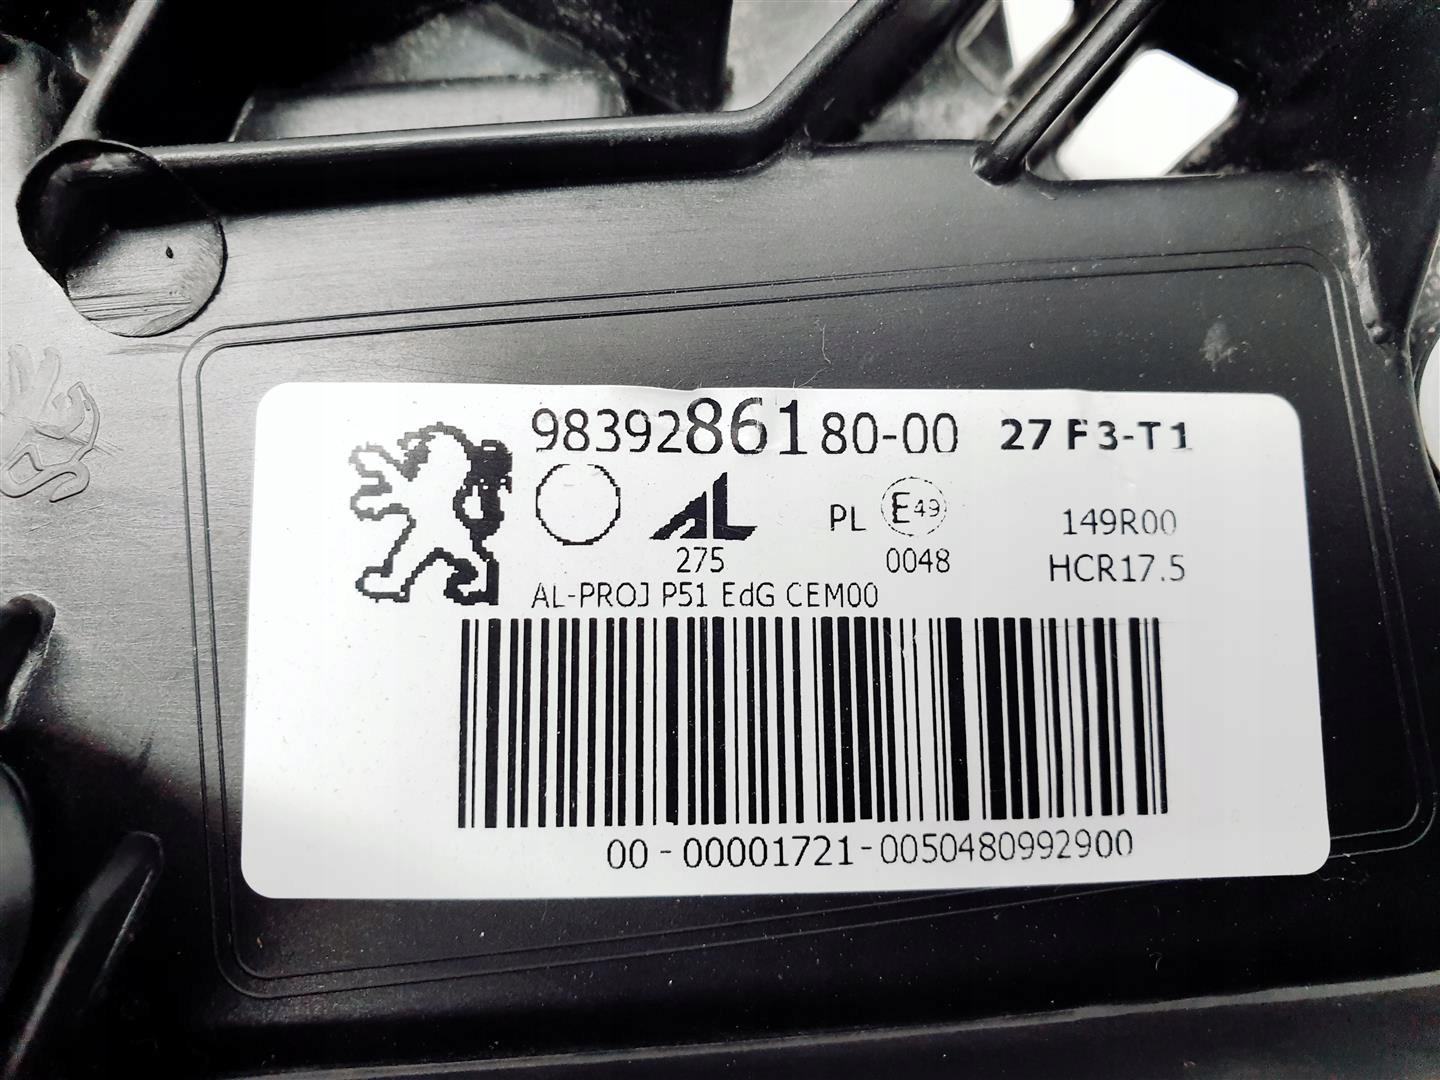 9839286180-00 27 F3-T1
AL PL E49 149R00
275 0048 HCR17.5
AL-PROJ P51 EdG CEM00
00 - 00001721 - 0050480992900